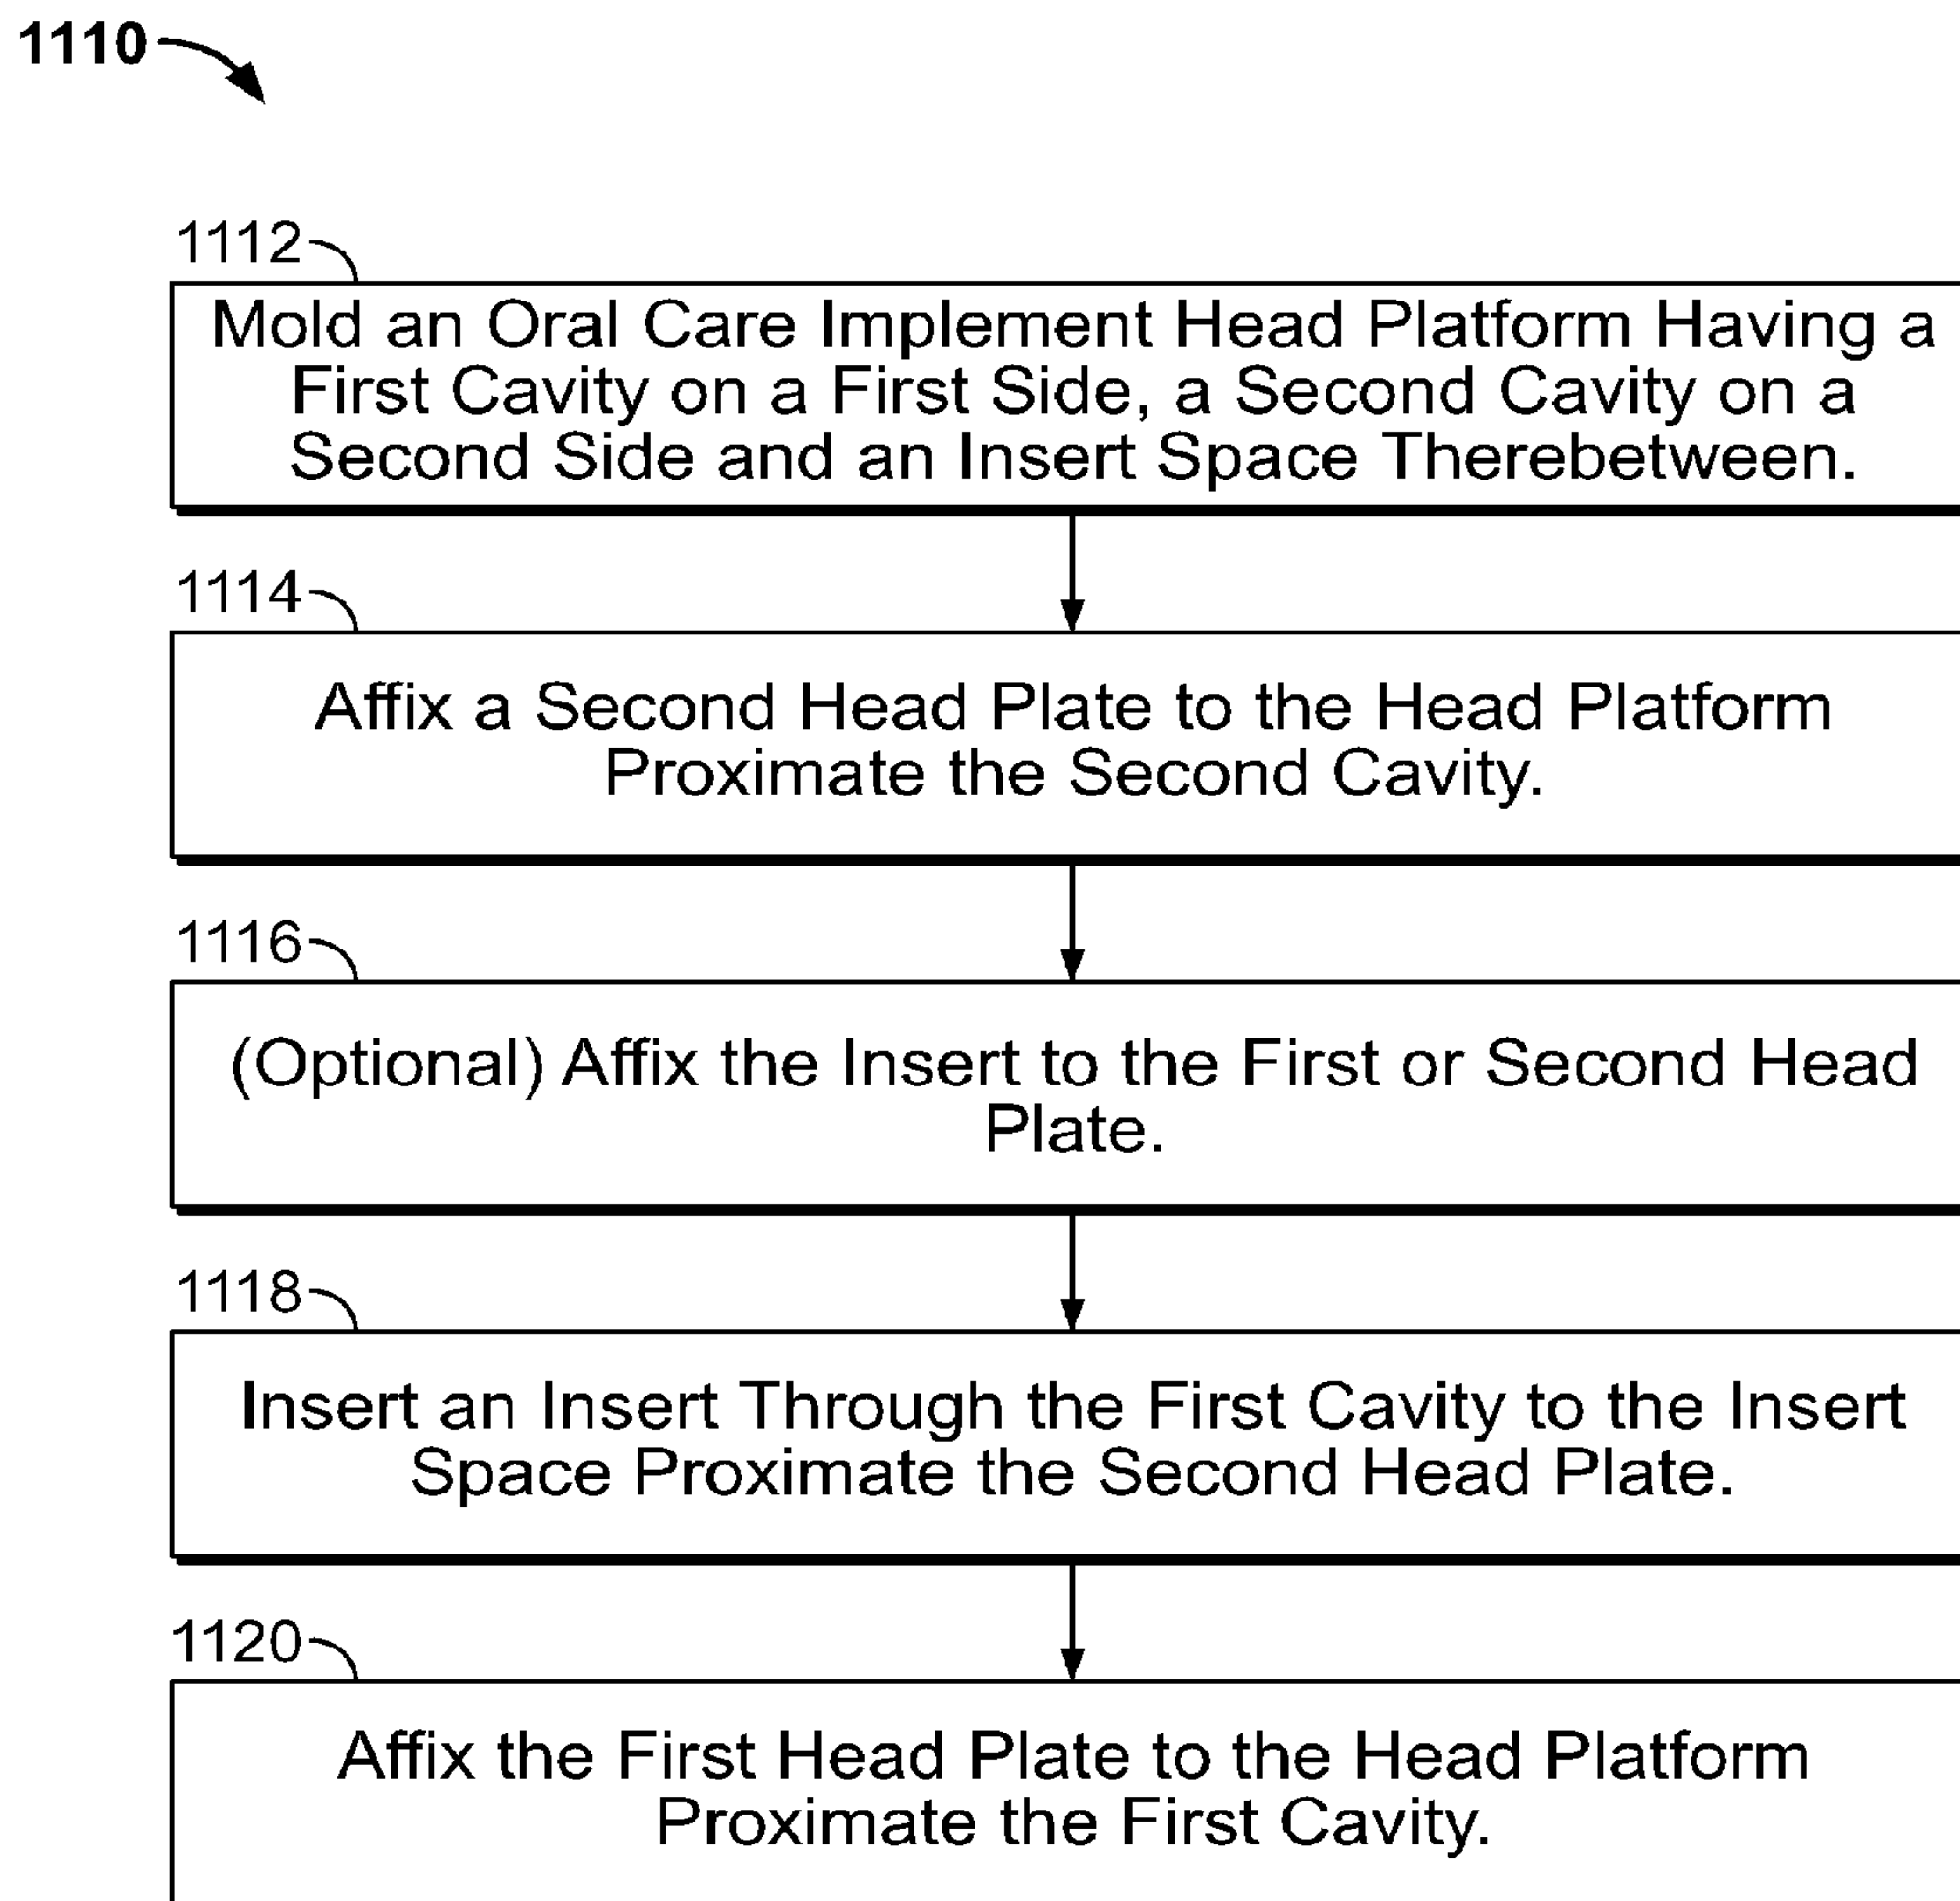 1110
1112
Mold an Oral Care Implement Head Platform Having a
First Cavity on a First Side, a Second Cavity on a
Second Side and an Insert Space Therebetween.
1114
Affix a Second Head Plate to the Head Platform
Proximate the Second Cavity.
1116
(Optional) Affix the Insert to the First or Second Head
Plate.
1118
Insert an Insert Through the First Cavity to the Insert
Space Proximate the Second Head Plate.
1120
Affix the First Head Plate to the Head Platform
Proximate the First Cavity.